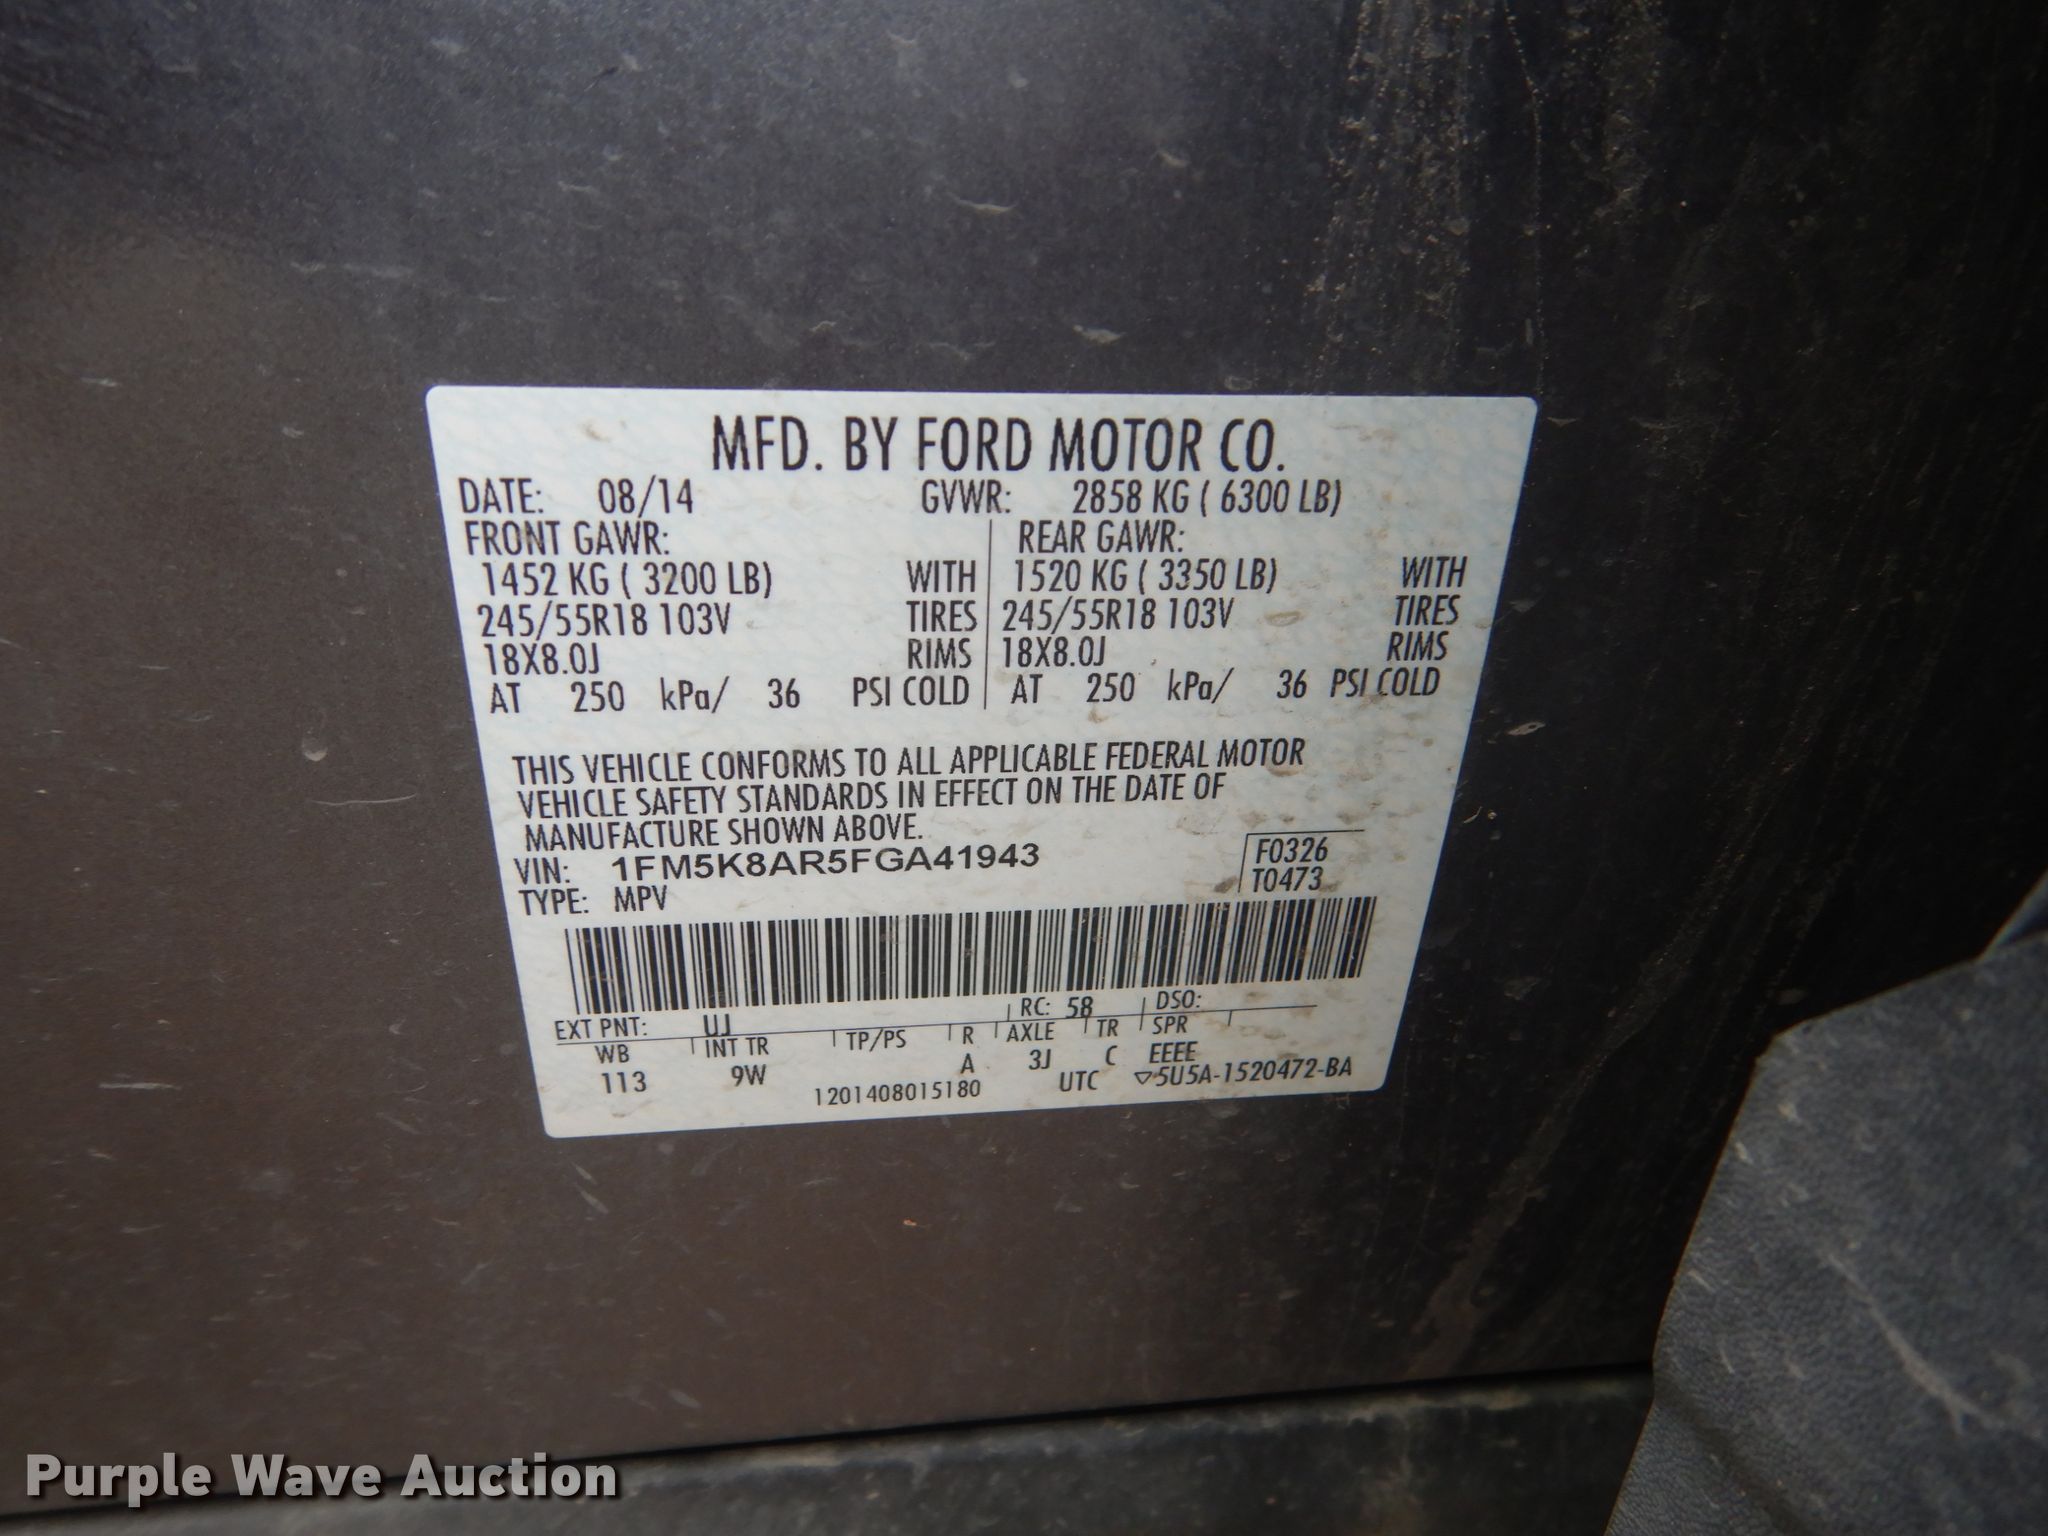 MFD. BY FORD MOTOR CO.
DATE: 08/14 GVWR: 2858 KG ( 6300 LB)
FRONT GAWR: REAR GAWR:
1452 KG ( 3200 LB) WITH 1520 KG ( 3350 LB) WITH
245/55R18 103V TIRES 245/55R18 103V TIRES
18X8.0J RIMS 18X8.0J RIMS
AT 250 kPa/ 36 PSI COLD AT 250 kPa/ 36 PSI COLD
THIS VEHICLE CONFORMS TO ALL APPLICABLE FEDERAL MOTOR
VEHICLE SAFETY STANDARDS IN EFFECT ON THE DATE OF
MANUFACTURE SHOWN ABOVE.
VIN: 1FM5K8AR5FGA41943 F0326
TYPE: MPV T0473
EXT PNT: UJ RC: 58 DSO:
WB INT TR TP/PS R AXLE TR SPR
113 9W A 3J C EEEE
1201408015180 UTC ▽5U5A-1520472-BA
Purple Wave Auction